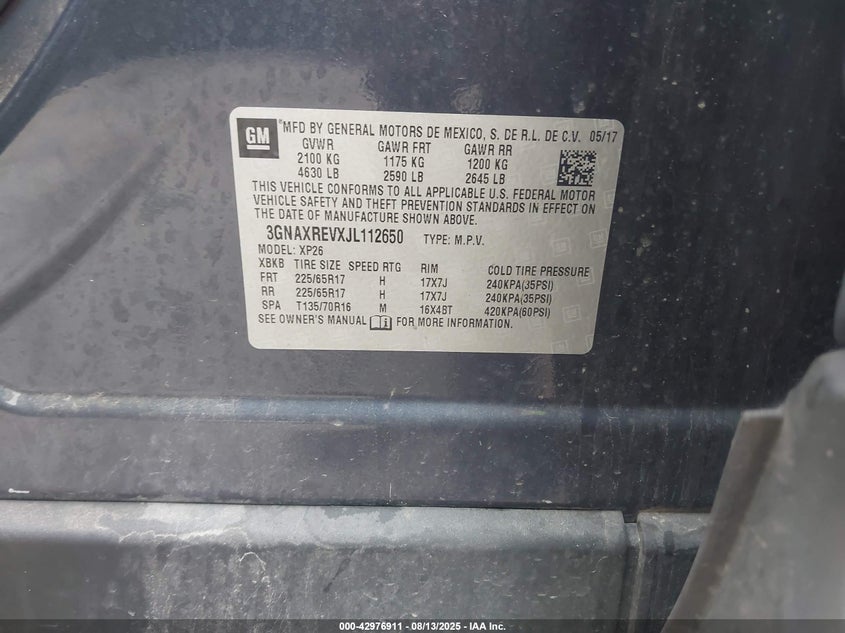 GM
®MFD BY GENERAL MOTORS DE MEXICO, S. DE R.L. DE C.V. 05/17
GVWR GAWR FRT GAWR RR
2100 KG 1175 KG 1200 KG
4630 LB 2590 LB 2645 LB
THIS VEHICLE CONFORMS TO ALL APPLICABLE U.S. FEDERAL MOTOR
VEHICLE SAFETY AND THEFT PREVENTION STANDARDS IN EFFECT ON
THE DATE OF MANUFACTURE SHOWN ABOVE.
3GNAXREVXJL112650 TYPE: M.P.V.
MODEL: XP26
XBKB TIRE SIZE SPEED RTG RIM COLD TIRE PRESSURE
FRT 225/65R17 H 17X7J 240KPA(35PSI)
RR 225/65R17 H 17X7J 240KPA(35PSI)
SPA T135/70R16 M 16X4BT 420KPA(60PSI)
SEE OWNER'S MANUAL FOR MORE INFORMATION.
000-42976911 - 08/13/2025 - IAA Inc.